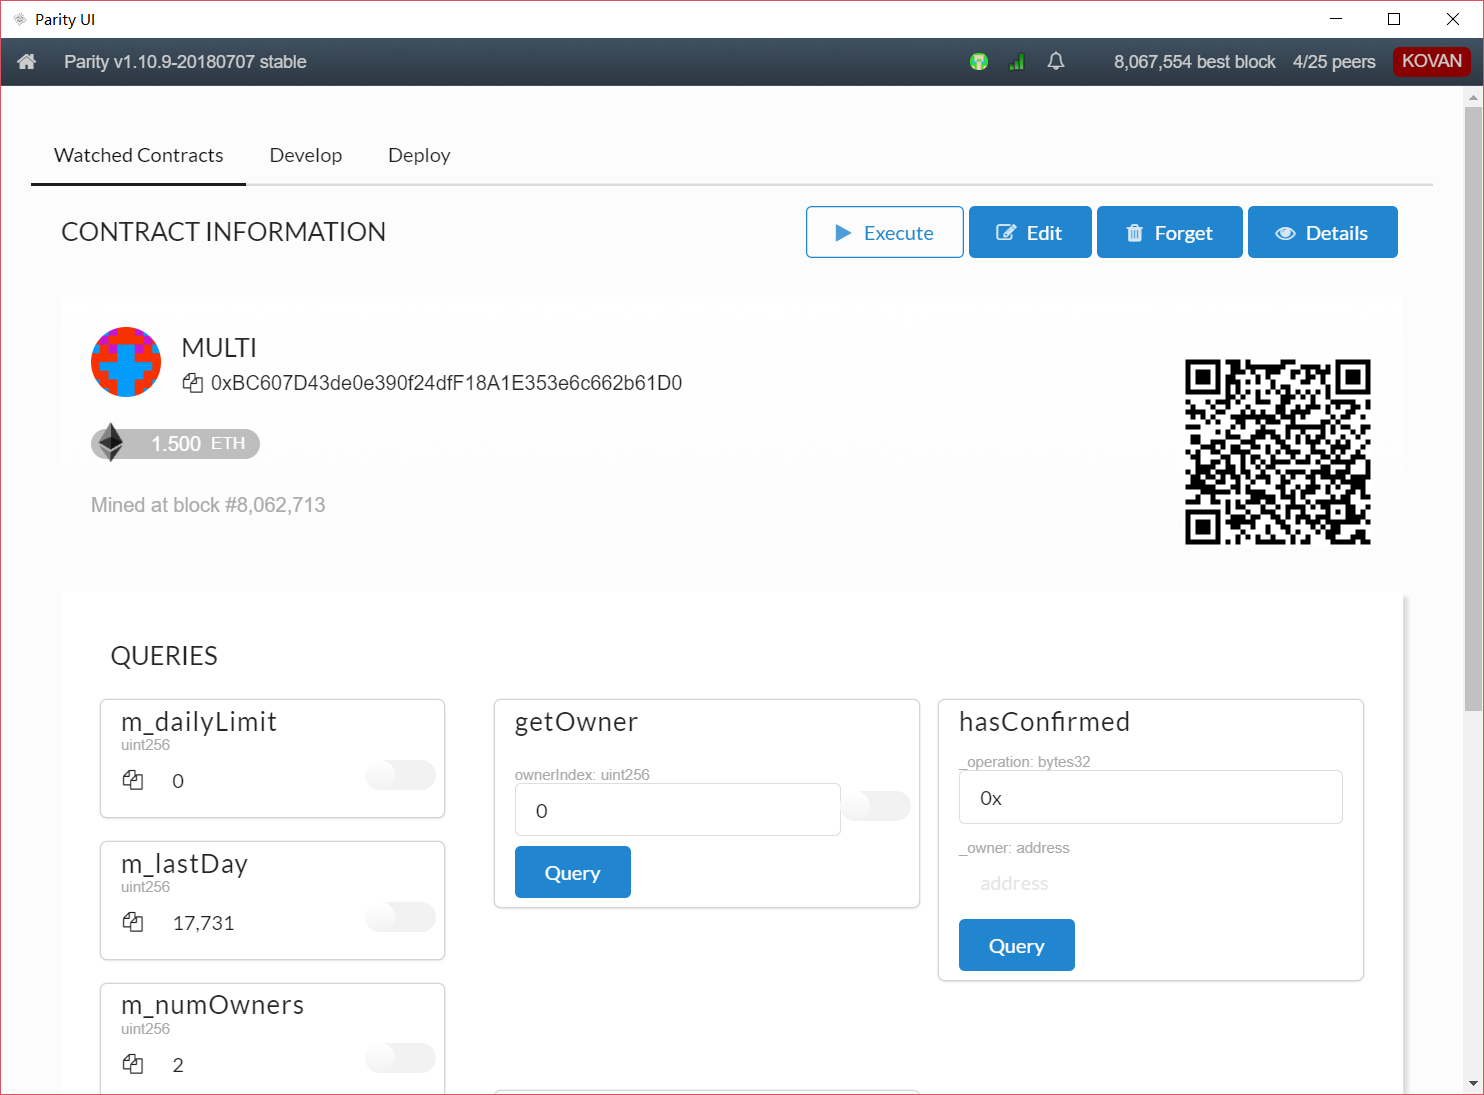 Parity UI
Parity v1.10.9-20180707 stable
8,067,554 best block
4/25 peers
KOVAN
Watched Contracts
Develop
Deploy
CONTRACT INFORMATION
Execute
Edit
Forget
Details
MULTI
0xBC607D43de0e390f24dfF18A1E353e6c662b61D0
1.500 ETH
Mined at block #8,062,713
QUERIES
m_dailyLimit
uint256
0
m_lastDay
uint256
17,731
m_numOwners
uint256
2
getOwner
ownerIndex: uint256
0
Query
hasConfirmed
_operation: bytes32
0x
_owner: address
address
Query